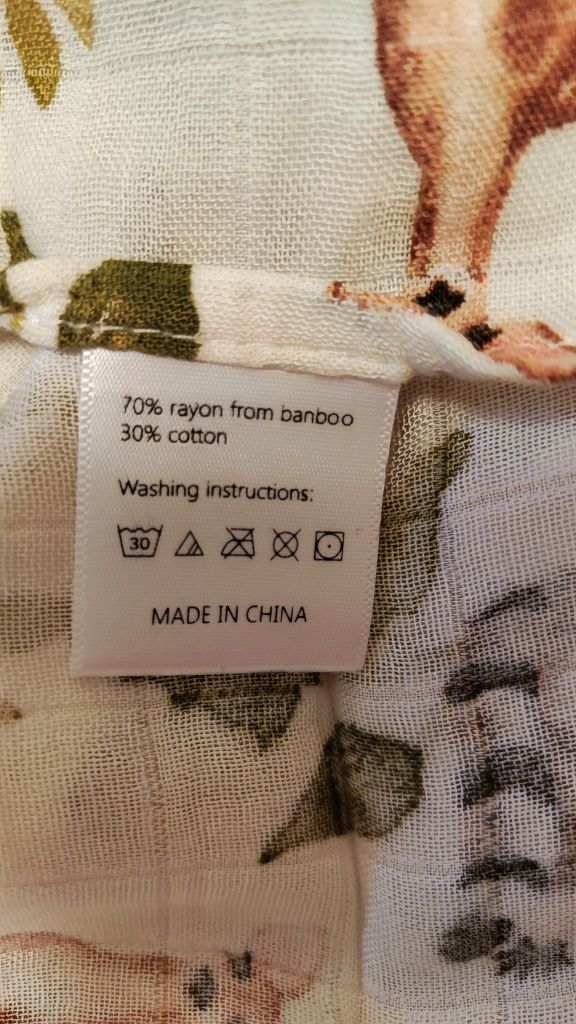 70% rayon from banboo
30% cotton
Washing instructions:
30
MADE IN CHINA